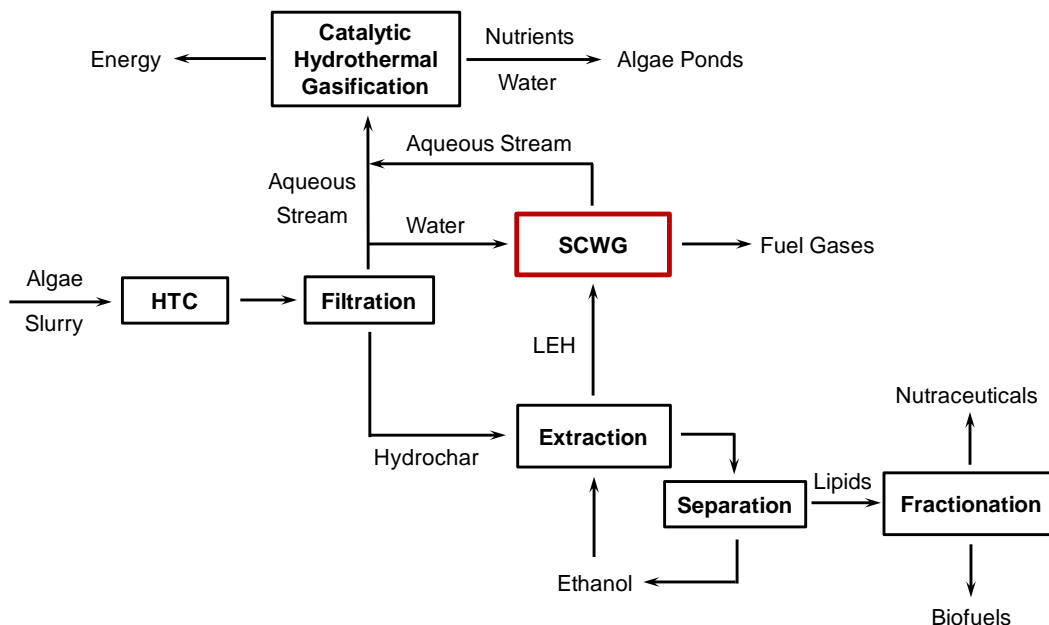 Catalytic
Hydrothermal
Gasification
Energy
Nutrients
Water
Algae Ponds
Aqueous Stream
Aqueous
Stream
Water
SCWG
Fuel Gases
Algae
Slurry
HTC
Filtration
LEH
Hydrochar
Extraction
Nutraceuticals
Separation
Lipids
Fractionation
Ethanol
Biofuels